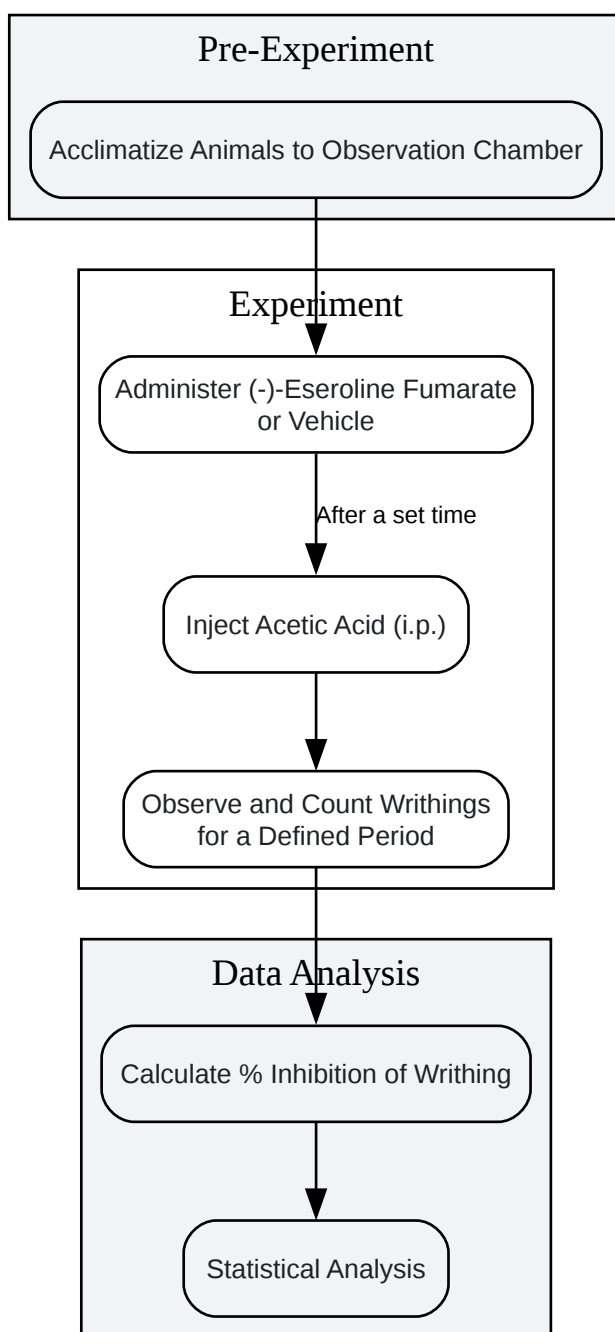 Pre-Experiment
Acclimatize Animals to Observation Chamber
Experiment
Administer (-)-Eseroline Fumarate
or Vehicle
After a set time
Inject Acetic Acid (i.p.)
Observe and Count Writhings
for a Defined Period
Data Analysis
Calculate % Inhibition of Writhing
Statistical Analysis